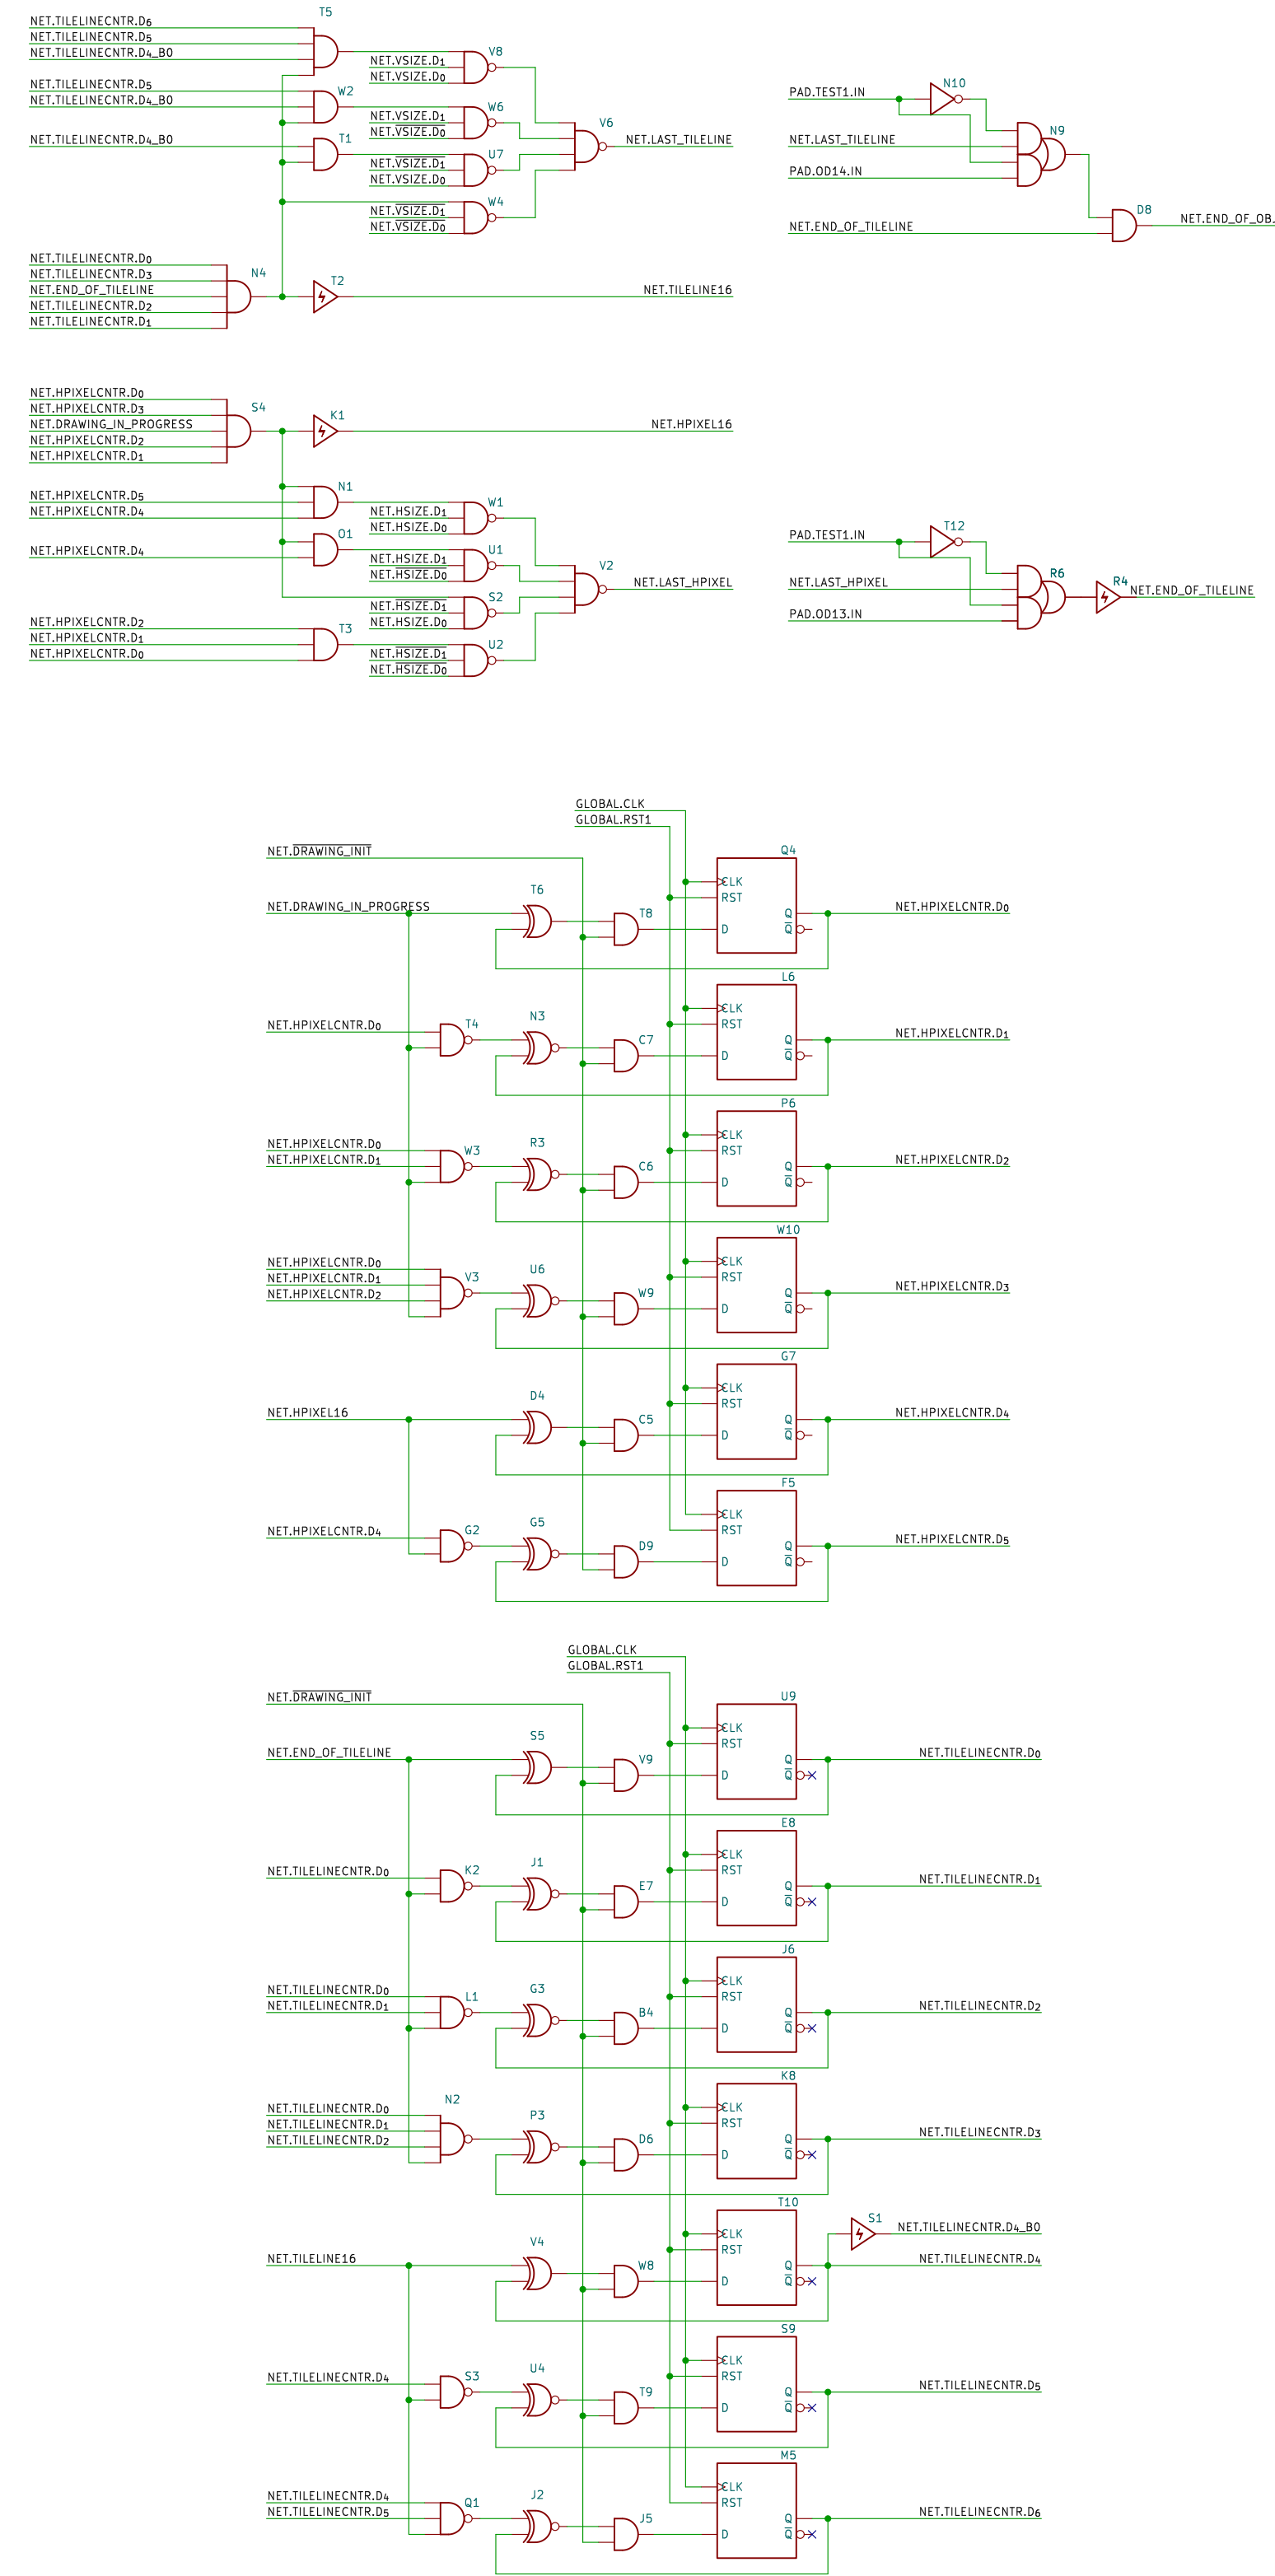 T5
NET.TILELINECNTR.D6
NET.TILELINECNTR.D5
NET.TILELINECNTR.D4_B0
V8
NET.VSIZE.D1
NET.VSIZE.D0
NET.TILELINECNTR.D5
NET.TILELINECNTR.D4_B0
W2
W6
NET.VSIZE.D1
NET.VSIZE.D0
V6
NET.LAST_TILELINE
NET.TILELINECNTR.D4_B0
T1
U7
NET.VSIZE.D1
NET.VSIZE.D0
W4
NET.VSIZE.D1
NET.VSIZE.D0
NET.TILELINECNTR.D0
NET.TILELINECNTR.D3
NET.END_OF_TILELINE
NET.TILELINECNTR.D2
NET.TILELINECNTR.D1
N4
T2
NET.TILELINE16
PAD.TEST1.IN
N10
NET.LAST_TILELINE
N9
PAD.OD14.IN
NET.END_OF_TILELINE
D8
NET.END_OF_OB.
NET.HPIXELCNTR.D0
NET.HPIXELCNTR.D3
NET.DRAWING_IN_PROGRESS
NET.HPIXELCNTR.D2
NET.HPIXELCNTR.D1
S4
K1
NET.HPIXEL16
NET.HPIXELCNTR.D5
NET.HPIXELCNTR.D4
N1
W1
NET.HSIZE.D1
NET.HSIZE.D0
NET.HPIXELCNTR.D4
O1
U1
NET.HSIZE.D1
NET.HSIZE.D0
V2
NET.LAST_HPIXEL
S2
NET.HSIZE.D1
NET.HSIZE.D0
NET.HPIXELCNTR.D2
NET.HPIXELCNTR.D1
NET.HPIXELCNTR.D0
T3
U2
NET.HSIZE.D1
NET.HSIZE.D0
PAD.TEST1.IN
T12
NET.LAST_HPIXEL
R6
R4
NET.END_OF_TILELINE
PAD.OD13.IN
GLOBAL.CLK
GLOBAL.RST1
NET.DRAWING_INIT
Q4
NET.DRAWING_IN_PROGRESS
T6
T8
CLK
RST
D
Q
Q
NET.HPIXELCNTR.D0
L6
NET.HPIXELCNTR.D0
T4
N3
C7
CLK
RST
D
Q
Q
NET.HPIXELCNTR.D1
P6
NET.HPIXELCNTR.D0
NET.HPIXELCNTR.D1
W3
R3
C6
CLK
RST
D
Q
Q
NET.HPIXELCNTR.D2
W10
NET.HPIXELCNTR.D0
NET.HPIXELCNTR.D1
NET.HPIXELCNTR.D2
V3
U6
W9
CLK
RST
D
Q
Q
NET.HPIXELCNTR.D3
G7
NET.HPIXEL16
D4
C5
CLK
RST
D
Q
Q
NET.HPIXELCNTR.D4
F5
NET.HPIXELCNTR.D4
G2
G5
D9
CLK
RST
D
Q
Q
NET.HPIXELCNTR.D5
GLOBAL.CLK
GLOBAL.RST1
NET.DRAWING_INIT
U9
NET.END_OF_TILELINE
S5
V9
CLK
RST
D
Q
Q
NET.TILELINECNTR.D0
E8
NET.TILELINECNTR.D0
K2
J1
E7
CLK
RST
D
Q
Q
NET.TILELINECNTR.D1
J6
NET.TILELINECNTR.D0
NET.TILELINECNTR.D1
L1
G3
B4
CLK
RST
D
Q
Q
NET.TILELINECNTR.D2
K8
NET.TILELINECNTR.D0
NET.TILELINECNTR.D1
NET.TILELINECNTR.D2
N2
P3
D6
CLK
RST
D
Q
Q
NET.TILELINECNTR.D3
T10
NET.TILELINE16
V4
W8
CLK
RST
D
Q
Q
S1
NET.TILELINECNTR.D4_B0
NET.TILELINECNTR.D4
S9
NET.TILELINECNTR.D4
S3
U4
T9
CLK
RST
D
Q
Q
NET.TILELINECNTR.D5
M5
NET.TILELINECNTR.D4
NET.TILELINECNTR.D5
Q1
J2
J5
CLK
RST
D
Q
Q
NET.TILELINECNTR.D6